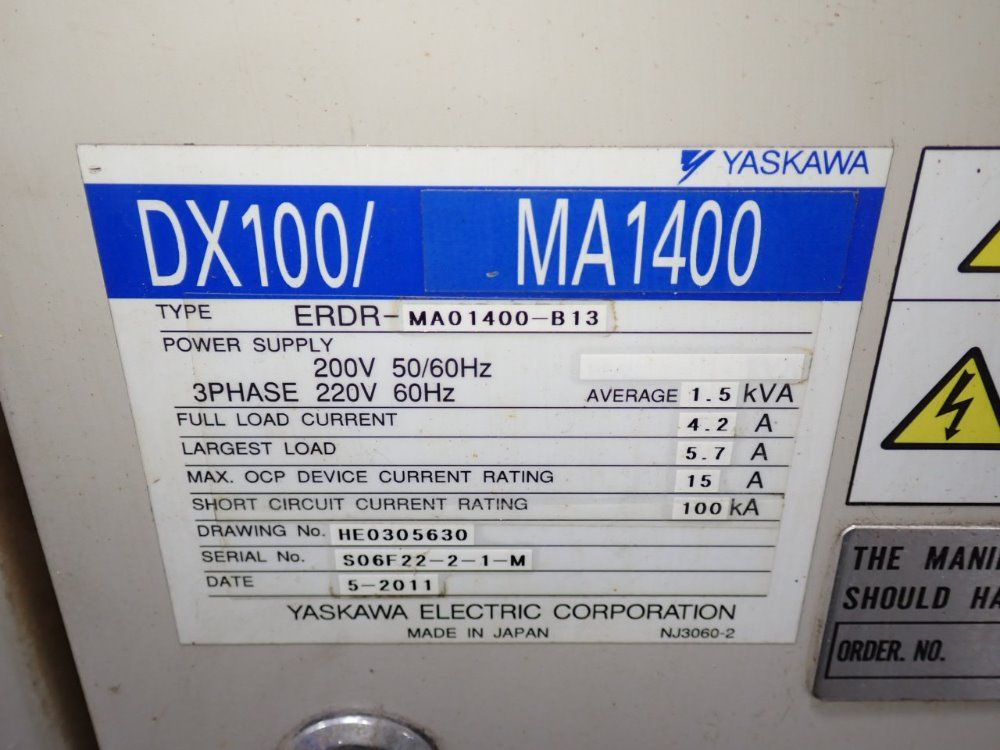 YASKAWA
DX100/ MA1400
TYPE ERDR-MA01400-B13
POWER SUPPLY
200V 50/60Hz
3PHASE 220V 60Hz AVERAGE 1.5 kVA
FULL LOAD CURRENT 4.2 A
LARGEST LOAD 5.7 A
MAX. OCP DEVICE CURRENT RATING 15 A
SHORT CIRCUIT CURRENT RATING 100 kA
DRAWING No. HE0305630
SERIAL No. S06F22-2-1-M
DATE 5-2011
YASKAWA ELECTRIC CORPORATION
MADE IN JAPAN NJ3060-2
THE
SHOULD
ORDER. NO.